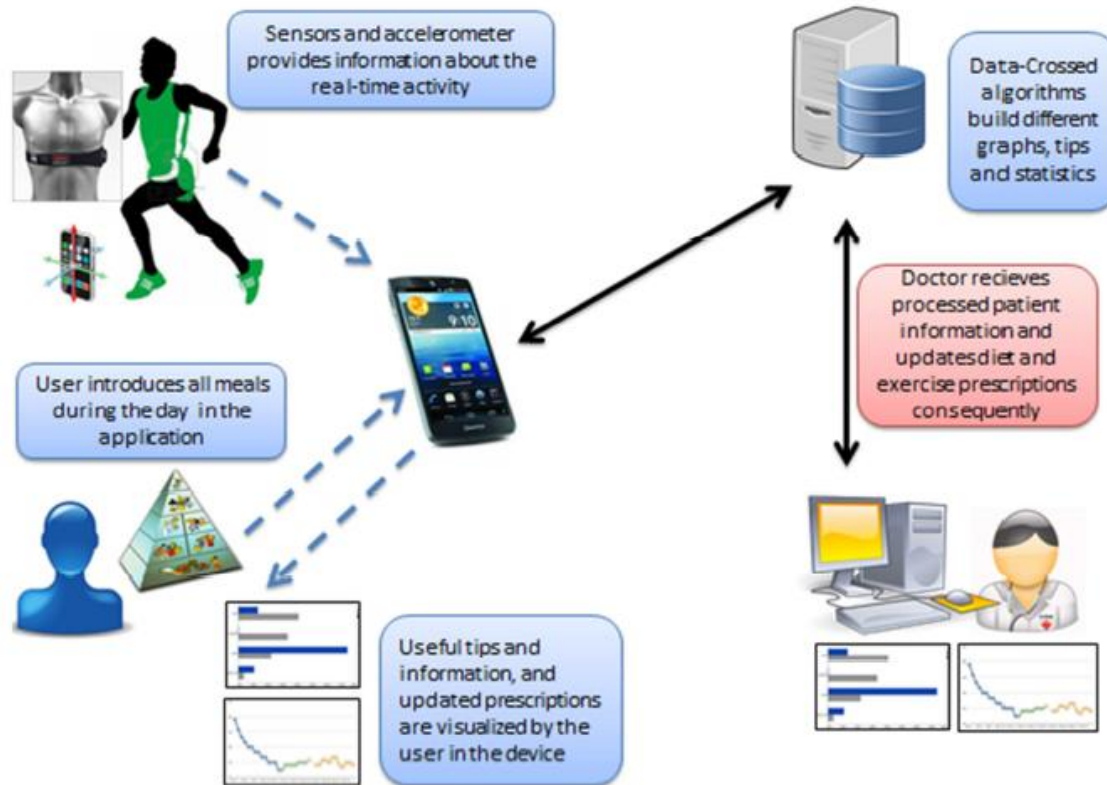 Sensors and accelerometer
provides information about the
real-time activity
Data-Crossed
algorithms
build different
graphs, tips
and statistics
9:10
Doctor recieves
processed patient
information and
updates diet and
exercise prescriptions
consequently
User introduces all meals
during the day in the
application
Useful tips and
information, and
updated prescriptions
are visualized by the
user in the device